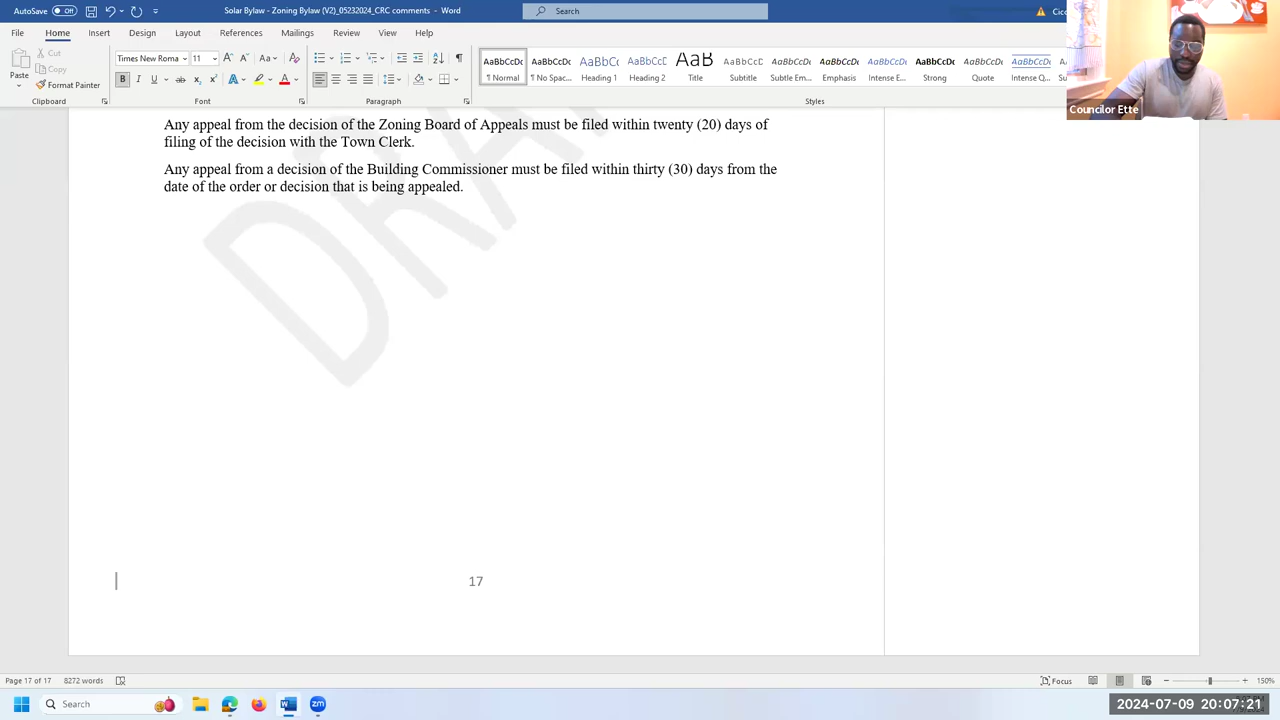 AutoSave Off Solar Bylaw - Zoning Bylaw (V2)_05232024_CRC comments - Word Search
File Home Insert Design Layout References Mailings Review View Help
Paste Cut Copy Format Painter
Times New Roma 11
AaBbCcDc AaBbCcDc AaBbCc AaBbCcC AaB AaBbCcD AaBbCcDc AaBbCcDc AaBbCcDc AaBbCcDc AaBbCcDc AaBbCcDc
¶ Normal ¶ No Spac... Heading 1 Heading 2 Title Subtitle Subtle Em... Emphasis Intense E... Strong Quote Intense Q...
Clipboard Font Paragraph Styles
Councilor Ette
Any appeal from the decision of the Zoning Board of Appeals must be filed within twenty (20) days of
filing of the decision with the Town Clerk.
Any appeal from a decision of the Building Commissioner must be filed within thirty (30) days from the
date of the order or decision that is being appealed.
17
Page 17 of 17 8272 words Focus 150%
Search 2024-07-09 20:07:21